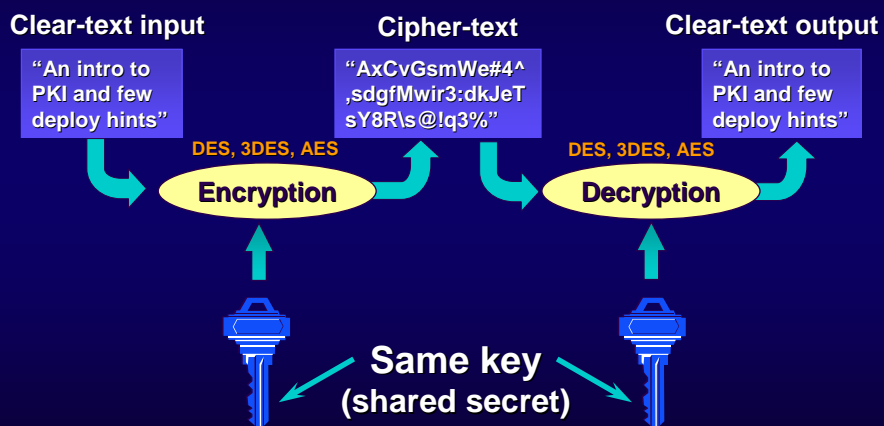 Clear-text input
Cipher-text
Clear-text output
“An intro to
PKI and few
deploy hints”
“AxCvGsmWe#4^
,sdgfMwir3:dkJeT
sY8R\s@!q3%”
“An intro to
PKI and few
deploy hints”
DES, 3DES, AES
DES, 3DES, AES
Encryption
Decryption
Same key
(shared secret)